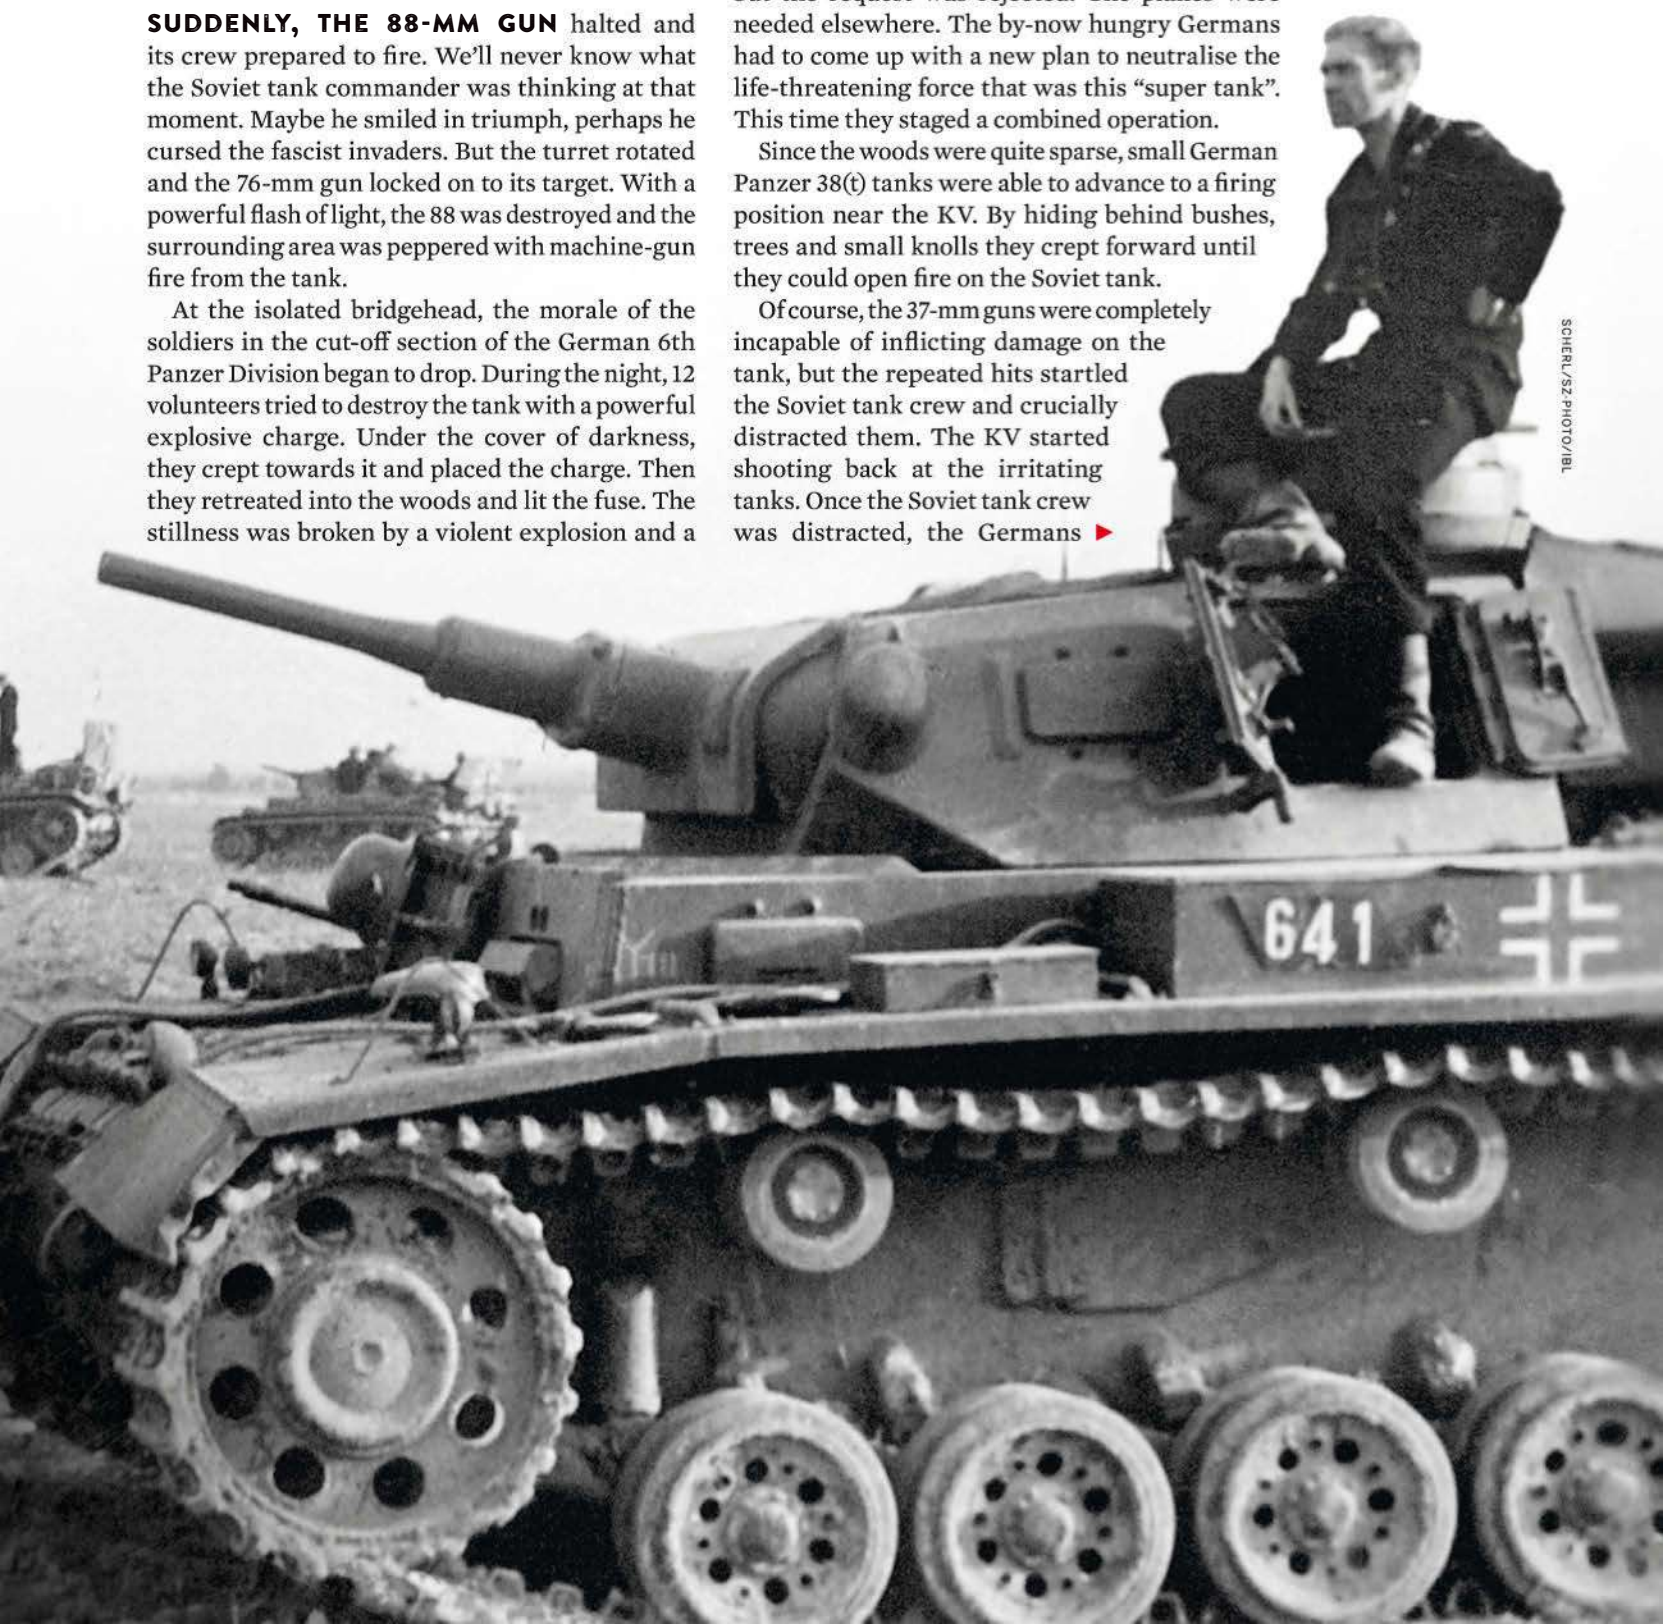 SUDDENLY, THE 88-MM GUN halted and
its crew prepared to fire. We’ll never know what
the Soviet tank commander was thinking at that
moment. Maybe he smiled in triumph, perhaps he
cursed the fascist invaders. But the turret rotated
and the 76-mm gun locked on to its target. With a
powerful flash of light, the 88 was destroyed and the
surrounding area was peppered with machine-gun
fire from the tank.
At the isolated bridgehead, the morale of the
soldiers in the cut-off section of the German 6th
Panzer Division began to drop. During the night, 12
volunteers tried to destroy the tank with a powerful
explosive charge. Under the cover of darkness,
they crept towards it and placed the charge. Then
they retreated into the woods and lit the fuse. The
stillness was broken by a violent explosion and a
needed elsewhere. The by-now hungry Germans
had to come up with a new plan to neutralise the
life-threatening force that was this “super tank”.
This time they staged a combined operation.
Since the woods were quite sparse, small German
Panzer 38(t) tanks were able to advance to a firing
position near the KV. By hiding behind bushes,
trees and small knolls they crept forward until
they could open fire on the Soviet tank.
Of course, the 37-mm guns were completely
incapable of inflicting damage on the
tank, but the repeated hits startled
the Soviet tank crew and crucially
distracted them. The KV started
shooting back at the irritating
tanks. Once the Soviet tank crew
was distracted, the Germans
SCHERL/SZ-PHOTO/IBL
641